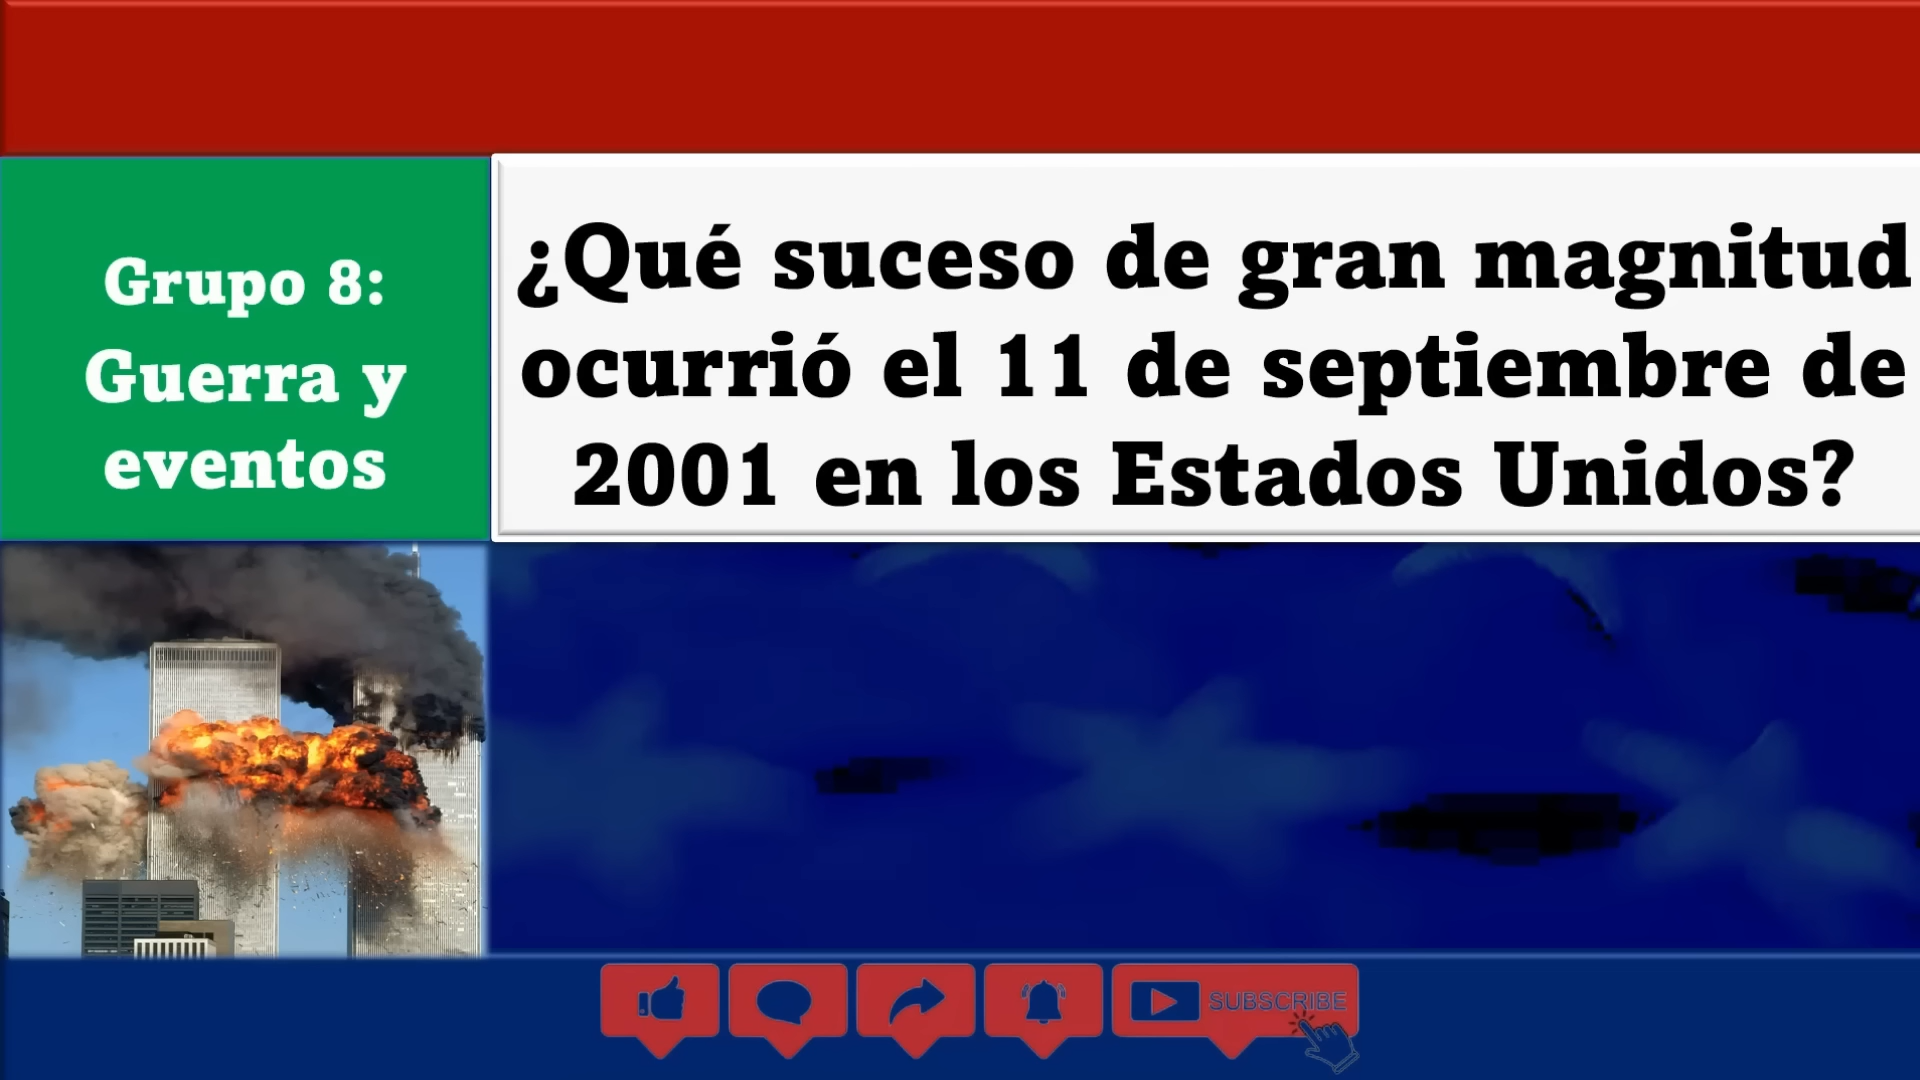 Grupo 8:
Guerra y
eventos
¿Qué suceso de gran magnitud
ocurrió el 11 de septiembre de
2001 en los Estados Unidos?
SUBSCRIBE